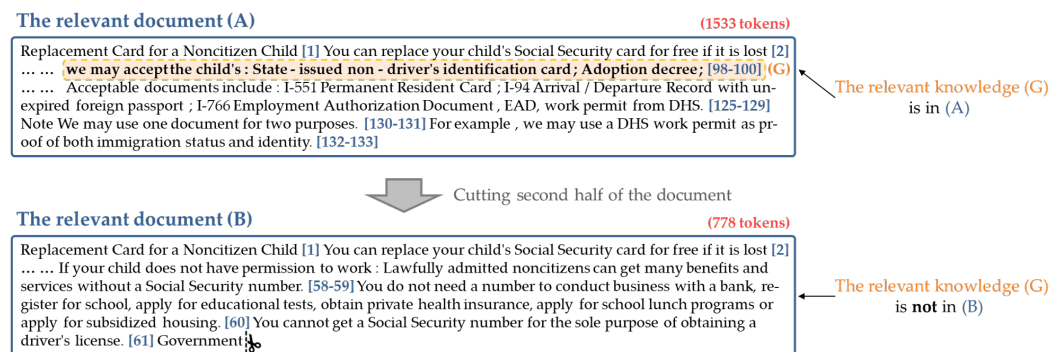 The relevant document (A)
(1533 tokens)
Replacement Card for a Noncitizen Child [1] You can replace your child's Social Security card for free if it is lost [2]
... ... we may accept the child's : State - issued non - driver's identification card ; Adoption decree; [98-100] (G)
... ... Acceptable documents include : I-551 Permanent Resident Card ; I-94 Arrival / Departure Record with un-
expired foreign passport ; I-766 Employment Authorization Document , EAD, work permit from DHS. [125-129]
Note We may use one document for two purposes. [130-131] For example , we may use a DHS work permit as pr-
oof of both immigration status and identity. [132-133]
The relevant knowledge (G)
is in (A)
Cutting second half of the document
The relevant document (B)
(778 tokens)
Replacement Card for a Noncitizen Child [1] You can replace your child's Social Security card for free if it is lost [2]
... ... If your child does not have permission to work : Lawfully admitted noncitizens can get many benefits and
services without a Social Security number. [58-59] You do not need a number to conduct business with a bank, re-
gister for school, apply for educational tests, obtain private health insurance, apply for school lunch programs or
apply for subsidized housing. [60] You cannot get a Social Security number for the sole purpose of obtaining a
driver's license. [61] Government
The relevant knowledge (G)
is not in (B)